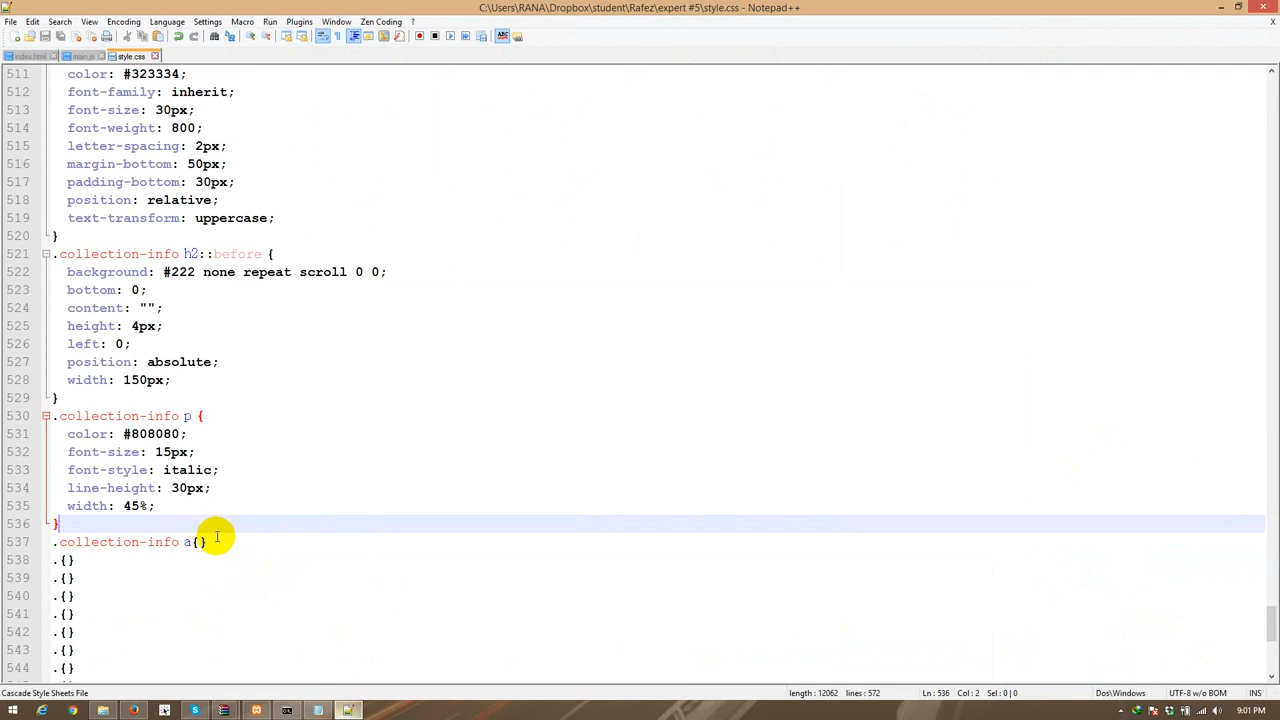 C:\Users\RANA\Dropbox\student\Rafez\expert #5\style.css - Notepad++
File Edit Search View Encoding Language Settings Macro Run Plugins Window Zen Coding ?
index.html main.js style.css
511 color: #323334;
512 font-family: inherit;
513 font-size: 30px;
514 font-weight: 800;
515 letter-spacing: 2px;
516 margin-bottom: 50px;
517 padding-bottom: 30px;
518 position: relative;
519 text-transform: uppercase;
520 }
521 .collection-info h2::before {
522 background: #222 none repeat scroll 0 0;
523 bottom: 0;
524 content: "";
525 height: 4px;
526 left: 0;
527 position: absolute;
528 width: 150px;
529 }
530 .collection-info p {
531 color: #808080;
532 font-size: 15px;
533 font-style: italic;
534 line-height: 30px;
535 width: 45%;
536 }
537 .collection-info a{}
538 .{}
539 .{}
540 .{}
541 .{}
542 .{}
543 .{}
544 .{}
Cascade Style Sheets File length : 12062 lines : 572 Ln : 536 Col : 2 Sel : 0 | 0 Dos\Windows UTF-8 w/o BOM INS
9:01 PM